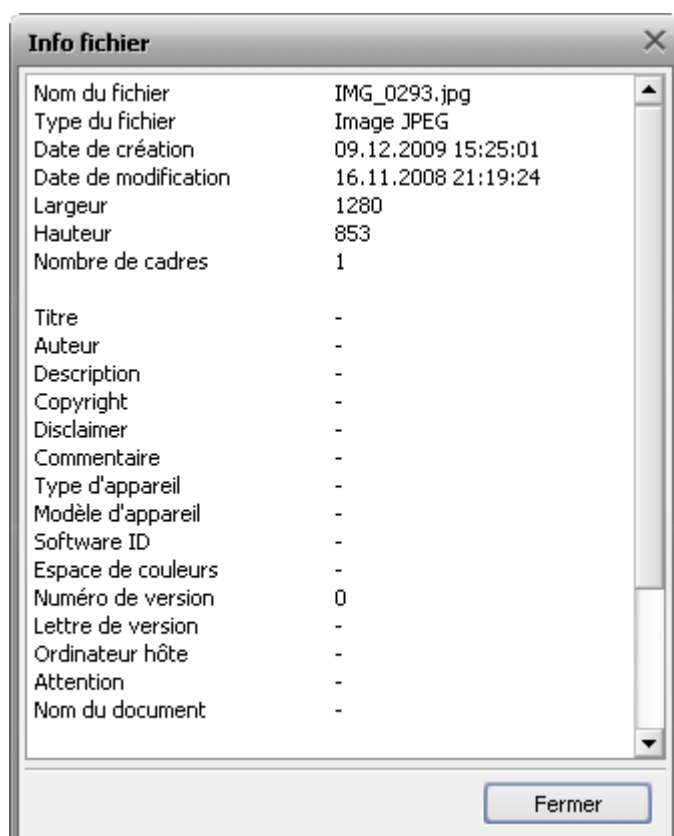 Info fichier
Nom du fichier IMG_0293.jpg
Type du fichier Image JPEG
Date de création 09.12.2009 15:25:01
Date de modification 16.11.2008 21:19:24
Largeur 1280
Hauteur 853
Nombre de cadres 1
Titre -
Auteur -
Description -
Copyright -
Disclaimer -
Commentaire -
Type d'appareil -
Modèle d'appareil -
Software ID -
Espace de couleurs -
Numéro de version 0
Lettre de version -
Ordinateur hôte -
Attention -
Nom du document -
Fermer